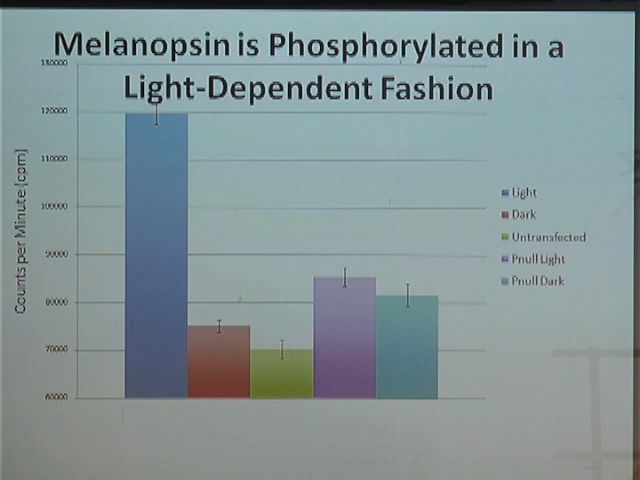 Melanopsin is Phosphorylated in a
Light-Dependent Fashion
130000
120000
110000
100000
90000
80000
70000
60000
Counts per Minute (cpm)
Light
Dark
Untransfected
Pnull Light
Pnull Dark